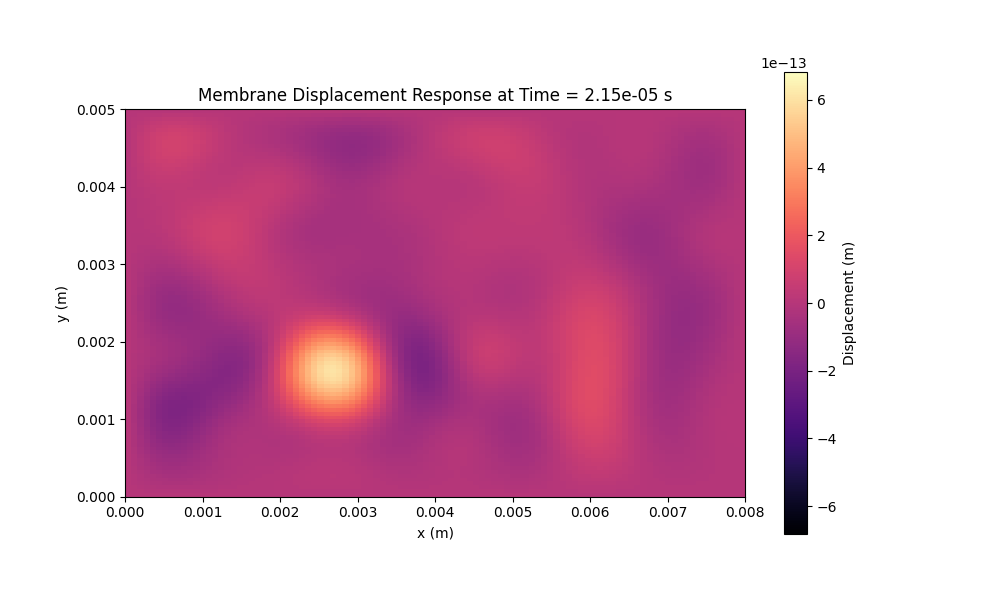 1e−13
Membrane Displacement Response at Time = 2.15e-05 s
0.005
0.004
0.003
0.002
0.001
0.000
y (m)
0.000 0.001 0.002 0.003 0.004 0.005 0.006 0.007 0.008
x (m)
6
4
2
0
−2
−4
−6
Displacement (m)